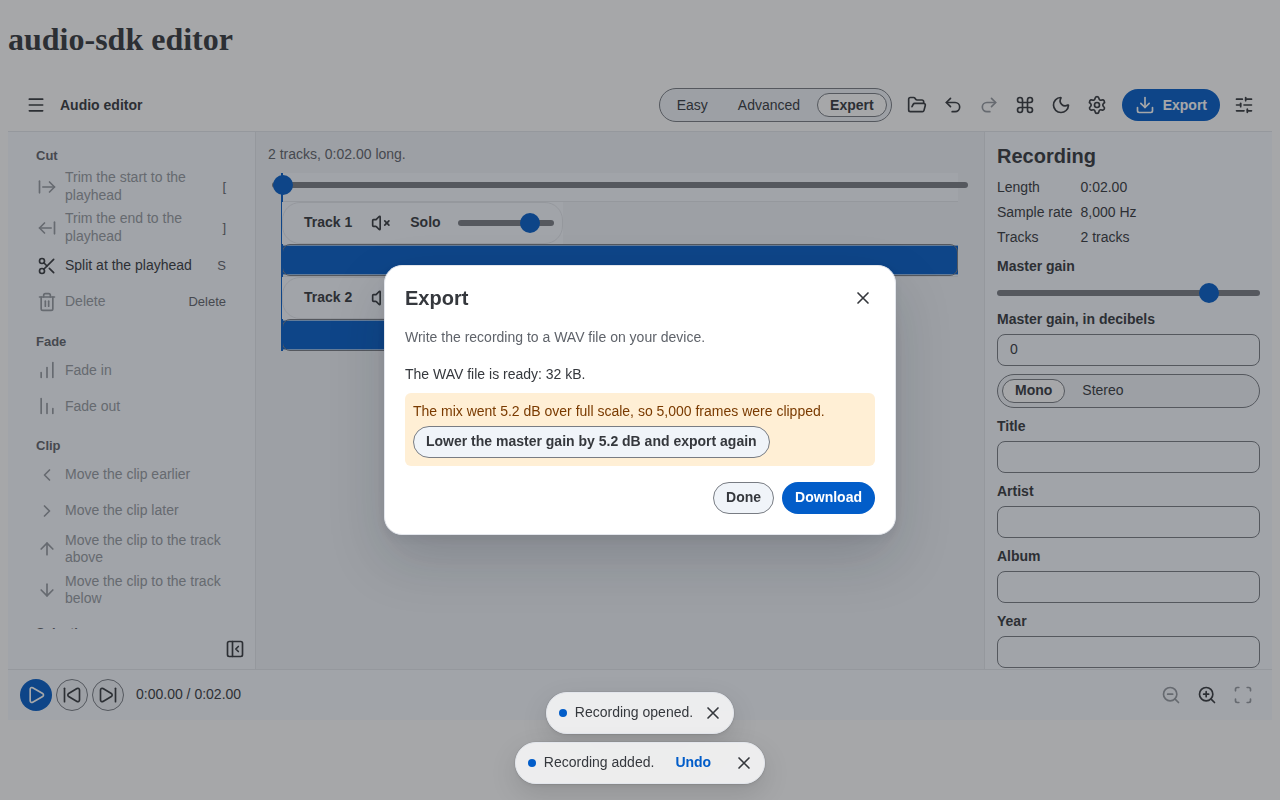 audio-sdk editor
Audio editor
Easy
Advanced
Expert
Export
Cut
Trim the start to the
playhead
[
Trim the end to the
playhead
]
Split at the playhead
S
Delete
Delete
Fade
Fade in
Fade out
Clip
Move the clip earlier
Move the clip later
Move the clip to the track
above
Move the clip to the track
below
2 tracks, 0:02.00 long.
Track 1
Solo
Track 2
Export
Write the recording to a WAV file on your device.
The WAV file is ready: 32 kB.
The mix went 5.2 dB over full scale, so 5,000 frames were clipped.
Lower the master gain by 5.2 dB and export again
Done
Download
Recording
Length 0:02.00
Sample rate 8,000 Hz
Tracks 2 tracks
Master gain
Master gain, in decibels
0
Mono
Stereo
Title
Artist
Album
Year
0:00.00 / 0:02.00
Recording opened.
Recording added.
Undo